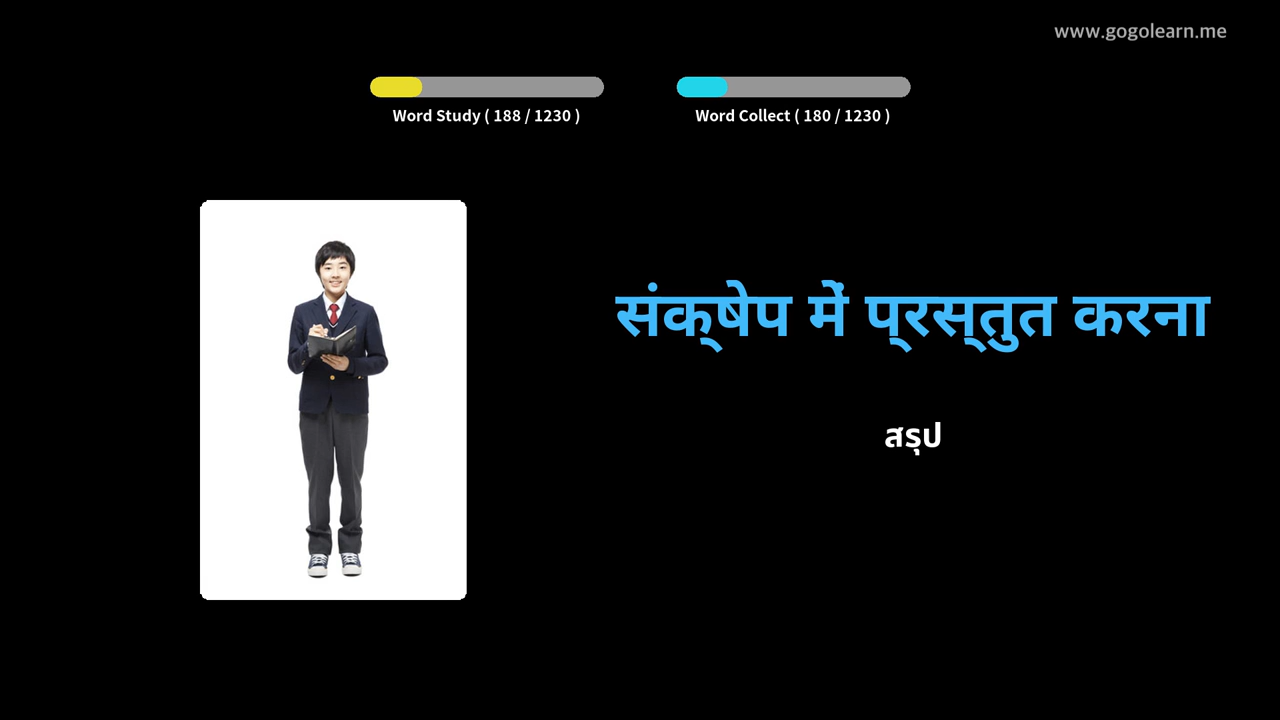 www.gogolearn.me
Word Study ( 188 / 1230 )
Word Collect ( 180 / 1230 )
संक्षेप में प्रस्तुत करना
สรุป